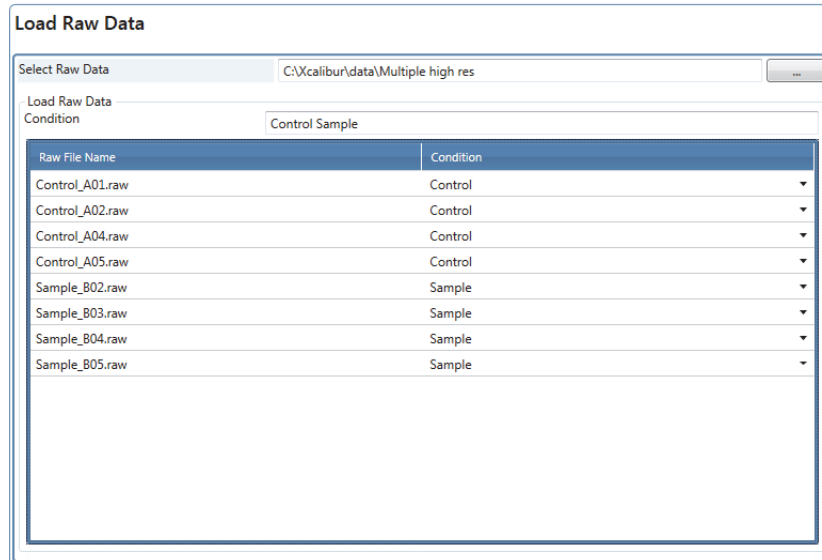 Load Raw Data
Select Raw Data C:\Xcalibur\data\Multiple high res ...
Load Raw Data
Condition Control Sample
Raw File Name Condition
Control_A01.raw Control
Control_A02.raw Control
Control_A04.raw Control
Control_A05.raw Control
Sample_B02.raw Sample
Sample_B03.raw Sample
Sample_B04.raw Sample
Sample_B05.raw Sample